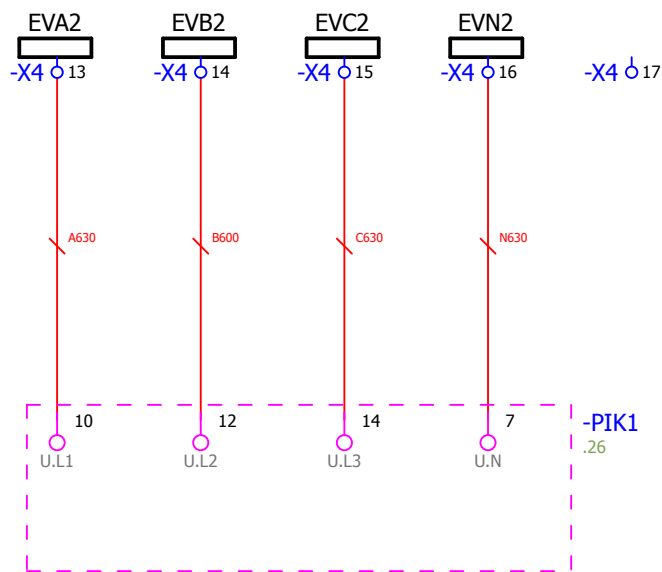 EVA2 EVB2 EVC2 EVN2
-X4 13 -X4 14 -X4 15 -X4 16 -X4 17
A630 B600 C630 N630
10 12 14 7 -PIK1
.26
U.L1 U.L2 U.L3 U.N